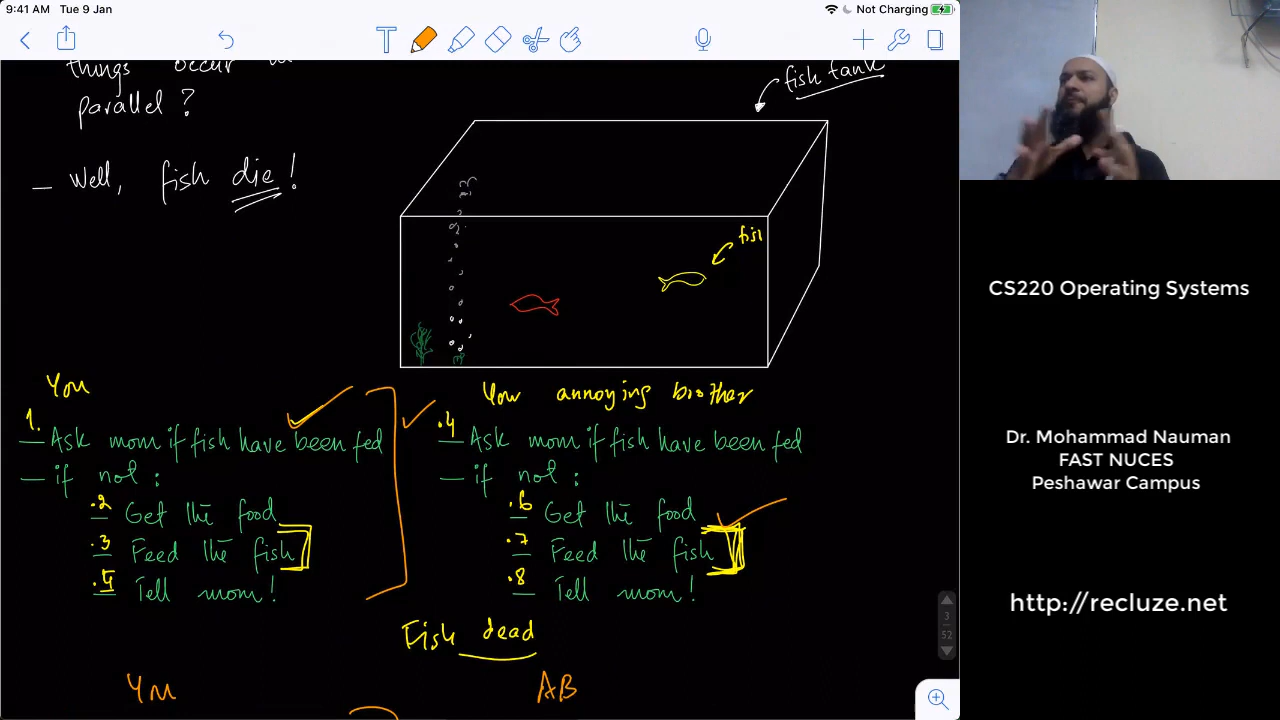 9:41 AM Tue 9 Jan
Not Charging
T
things occur in
parallel ?
– Well, fish die!
fish tank
fish
You
1.
– Ask mom if fish have been fed
– if not :
.2 Get the food
.3 Feed the fish
.5 Tell mom!
Your annoying brother
.4
– Ask mom if fish have been fed
– if not :
.6 Get the food
.7 Feed the fish
.8 Tell mom!
Fish dead
You
AB
3
52
CS220 Operating Systems
Dr. Mohammad Nauman
FAST NUCES
Peshawar Campus
http://recluze.net